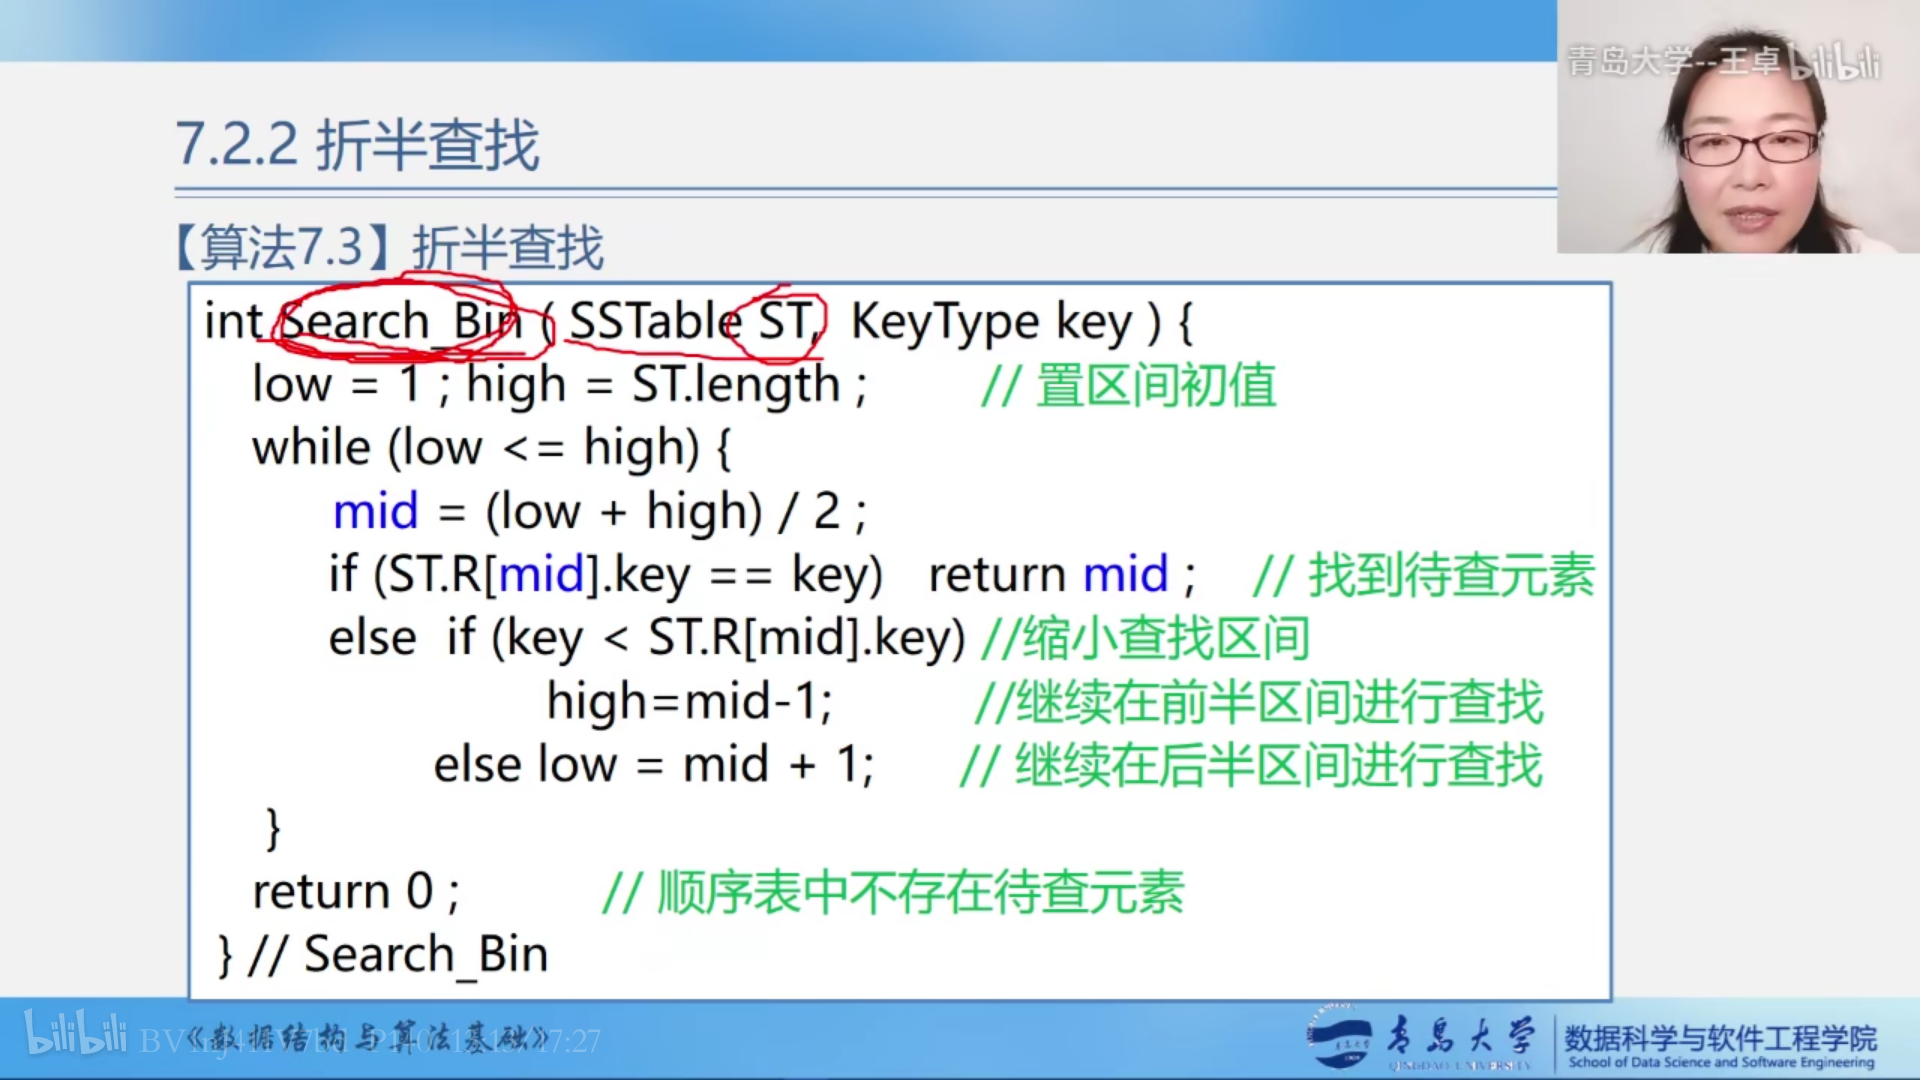 青岛大学--王卓 bilibili
7.2.2 折半查找
【算法7.3】折半查找
int Search_Bin ( SSTable ST, KeyType key ) {
low = 1 ; high = ST.length ; // 置区间初值
while (low <= high) {
mid = (low + high) / 2 ;
if (ST.R[mid].key == key) return mid ; // 找到待查元素
else if (key < ST.R[mid].key) //缩小查找区间
high=mid-1; //继续在前半区间进行查找
else low = mid + 1; // 继续在后半区间进行查找
}
return 0 ; // 顺序表中不存在待查元素
} // Search_Bin
bilibili
《数据结构与算法基础》
青岛大学
QINGDAO UNIVERSITY
数据科学与软件工程学院
School of Data Science and Software Engineering